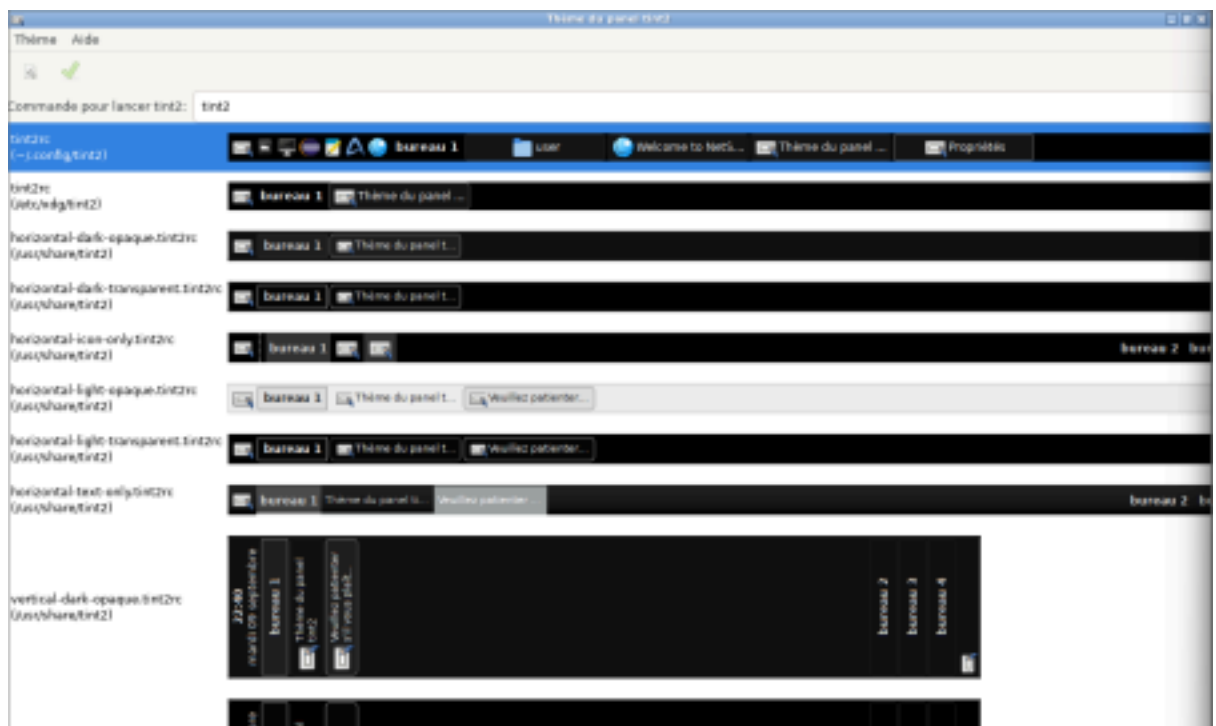 Thème du panel tint2
Thème Aide
Commande pour lancer tint2: tint2
tint2rc
(~/.config/tint2)
bureau 1 user Welcome to NetS... Thème du panel ... Propriétés
tint2rc
(/etc/xdg/tint2)
bureau 1 Thème du panel ...
horizontal-dark-opaque.tint2rc
(/usr/share/tint2)
bureau 1 Thème du panel t...
horizontal-dark-transparent.tint2rc
(/usr/share/tint2)
bureau 1 Thème du panel t...
horizontal-icon-only.tint2rc
(/usr/share/tint2)
bureau 1 bureau 2 bur
horizontal-light-opaque.tint2rc
(/usr/share/tint2)
bureau 1 Thème du panel t... Veuillez patienter...
horizontal-light-transparent.tint2rc
(/usr/share/tint2)
bureau 1 Thème du panel t... Veuillez patienter...
horizontal-text-only.tint2rc
(/usr/share/tint2)
bureau 1 Thème du panel ti... Veuillez patienter ... bureau 2 b
vertical-dark-opaque.tint2rc
(/usr/share/tint2)
22:40
mardi 09 septembre
bureau 1
Thème du panel
tint2
Veuillez patienter
s'il vous plaît...
bureau 2
bureau 3
bureau 4